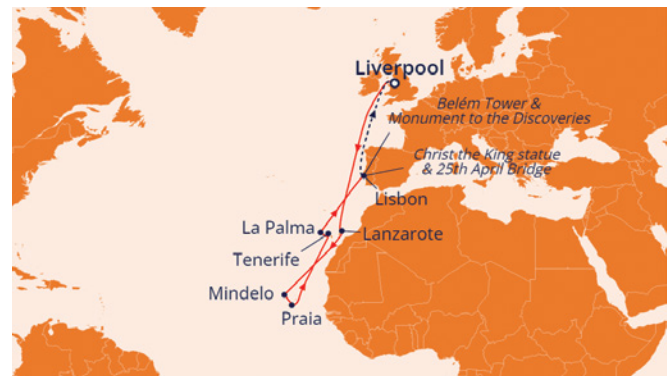 Liverpool
Belém Tower &
Monument to the Discoveries
Christ the King statue
& 25th April Bridge
Lisbon
La Palma
Lanzarote
Tenerife
Mindelo
Praia